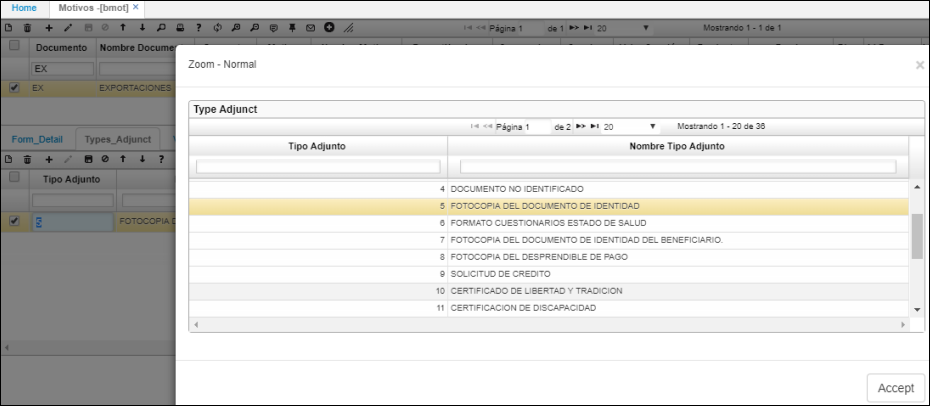 Home
Motivos -[bmot] ×
Página 1 de 1 20 Mostrando 1 - 1 de 1
Documento Nombre Docume
EX
EX EXPORTACIONES
Form_Detail Types_Adjunct
Tipo Adjunto
5 FOTOCOPIA D
Zoom - Normal ×
Type Adjunct
Página 1 de 2 20 Mostrando 1 - 20 de 36
Tipo Adjunto Nombre Tipo Adjunto
4 DOCUMENTO NO IDENTIFICADO
5 FOTOCOPIA DEL DOCUMENTO DE IDENTIDAD
6 FORMATO CUESTIONARIOS ESTADO DE SALUD
7 FOTOCOPIA DEL DOCUMENTO DE IDENTIDAD DEL BENEFICIARIO.
8 FOTOCOPIA DEL DESPRENDIBLE DE PAGO
9 SOLICITUD DE CREDITO
10 CERTIFICADO DE LIBERTAD Y TRADICION
11 CERTIFICACION DE DISCAPACIDAD
Accept